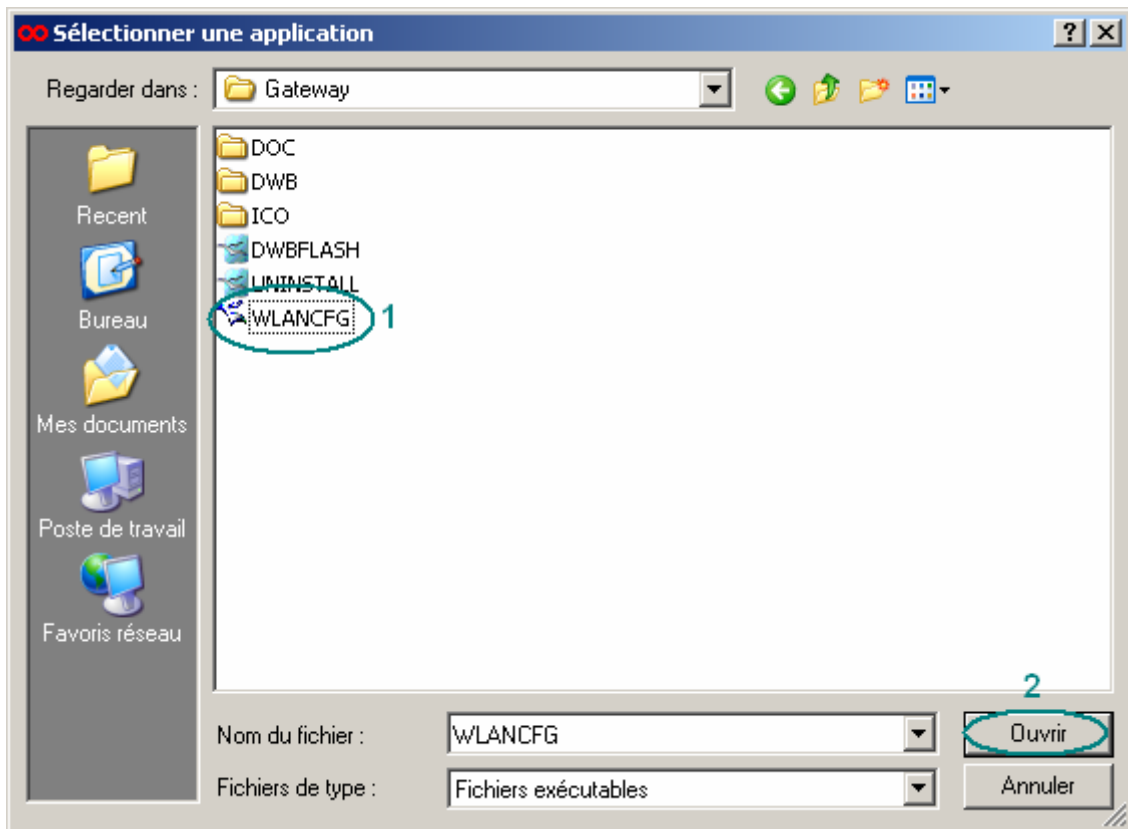 Sélectionner une application
Regarder dans :
Gateway
Recent
Bureau
Mes documents
Poste de travail
Favoris réseau
DOC
DWB
ICO
DWBFLASH
UNINSTALL
WLANCFG 1
2
Nom du fichier : WLANCFG Ouvrir
Fichiers de type : Fichiers exécutables Annuler